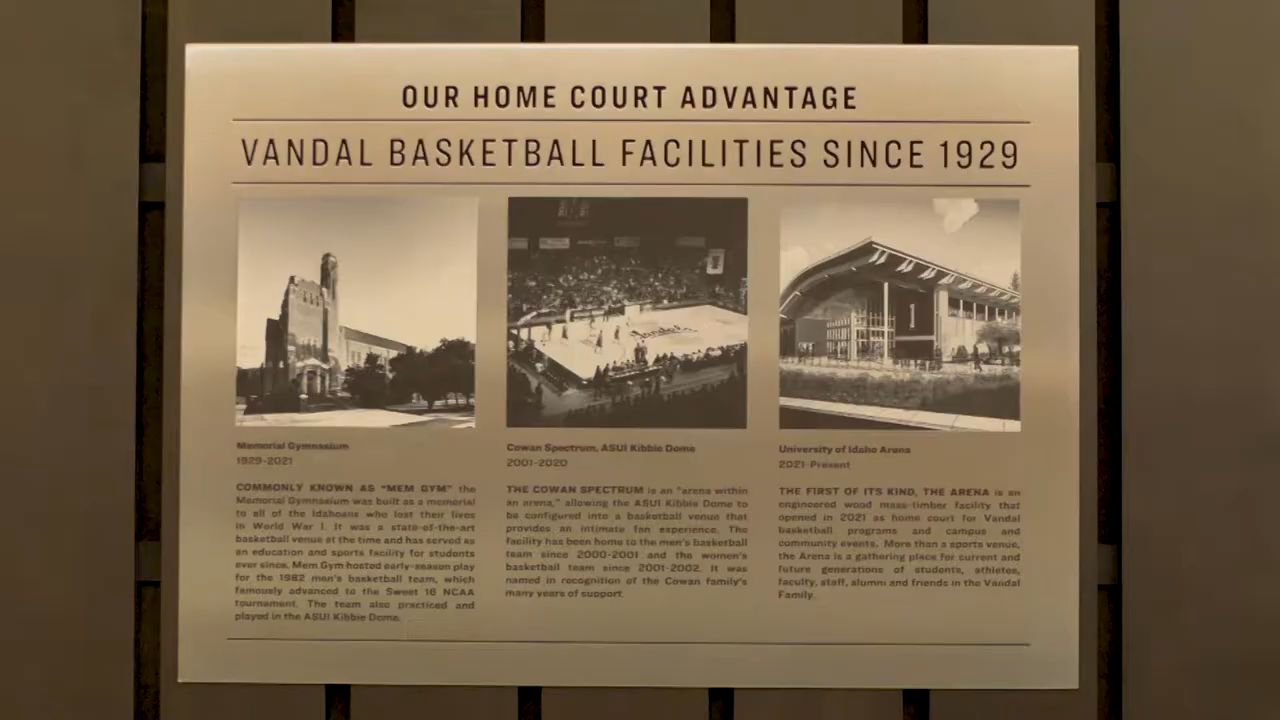 OUR HOME COURT ADVANTAGE
VANDAL BASKETBALL FACILITIES SINCE 1929
Memorial Gymnasium
1929-2021
COMMONLY KNOWN AS "MEM GYM" the
Memorial Gymnasium was built as a memorial
to all of the Idahoans who lost their lives
in World War I. It was a state-of-the-art
basketball venue at the time and has served as
an education and sports facility for students
ever since. Mem Gym hosted early-season play
for the 1982 men's basketball team, which
famously advanced to the Sweet 16 NCAA
tournament. The team also practiced and
played in the ASUI Kibbie Dome.
Vandals
Cowan Spectrum, ASUI Kibbie Dome
2001-2020
THE COWAN SPECTRUM is an "arena within
an arena," allowing the ASUI Kibbie Dome to
be configured into a basketball venue that
provides an intimate fan experience. The
facility has been home to the men's basketball
team since 2000-2001 and the women's
basketball team since 2001-2002. It was
named in recognition of the Cowan family's
many years of support.
I
University of Idaho Arena
2021-Present
THE FIRST OF ITS KIND, THE ARENA is an
engineered wood mass-timber facility that
opened in 2021 as home court for Vandal
basketball programs and campus and
community events. More than a sports venue,
the Arena is a gathering place for current and
future generations of students, athletes,
faculty, staff, alumni and friends in the Vandal
Family.